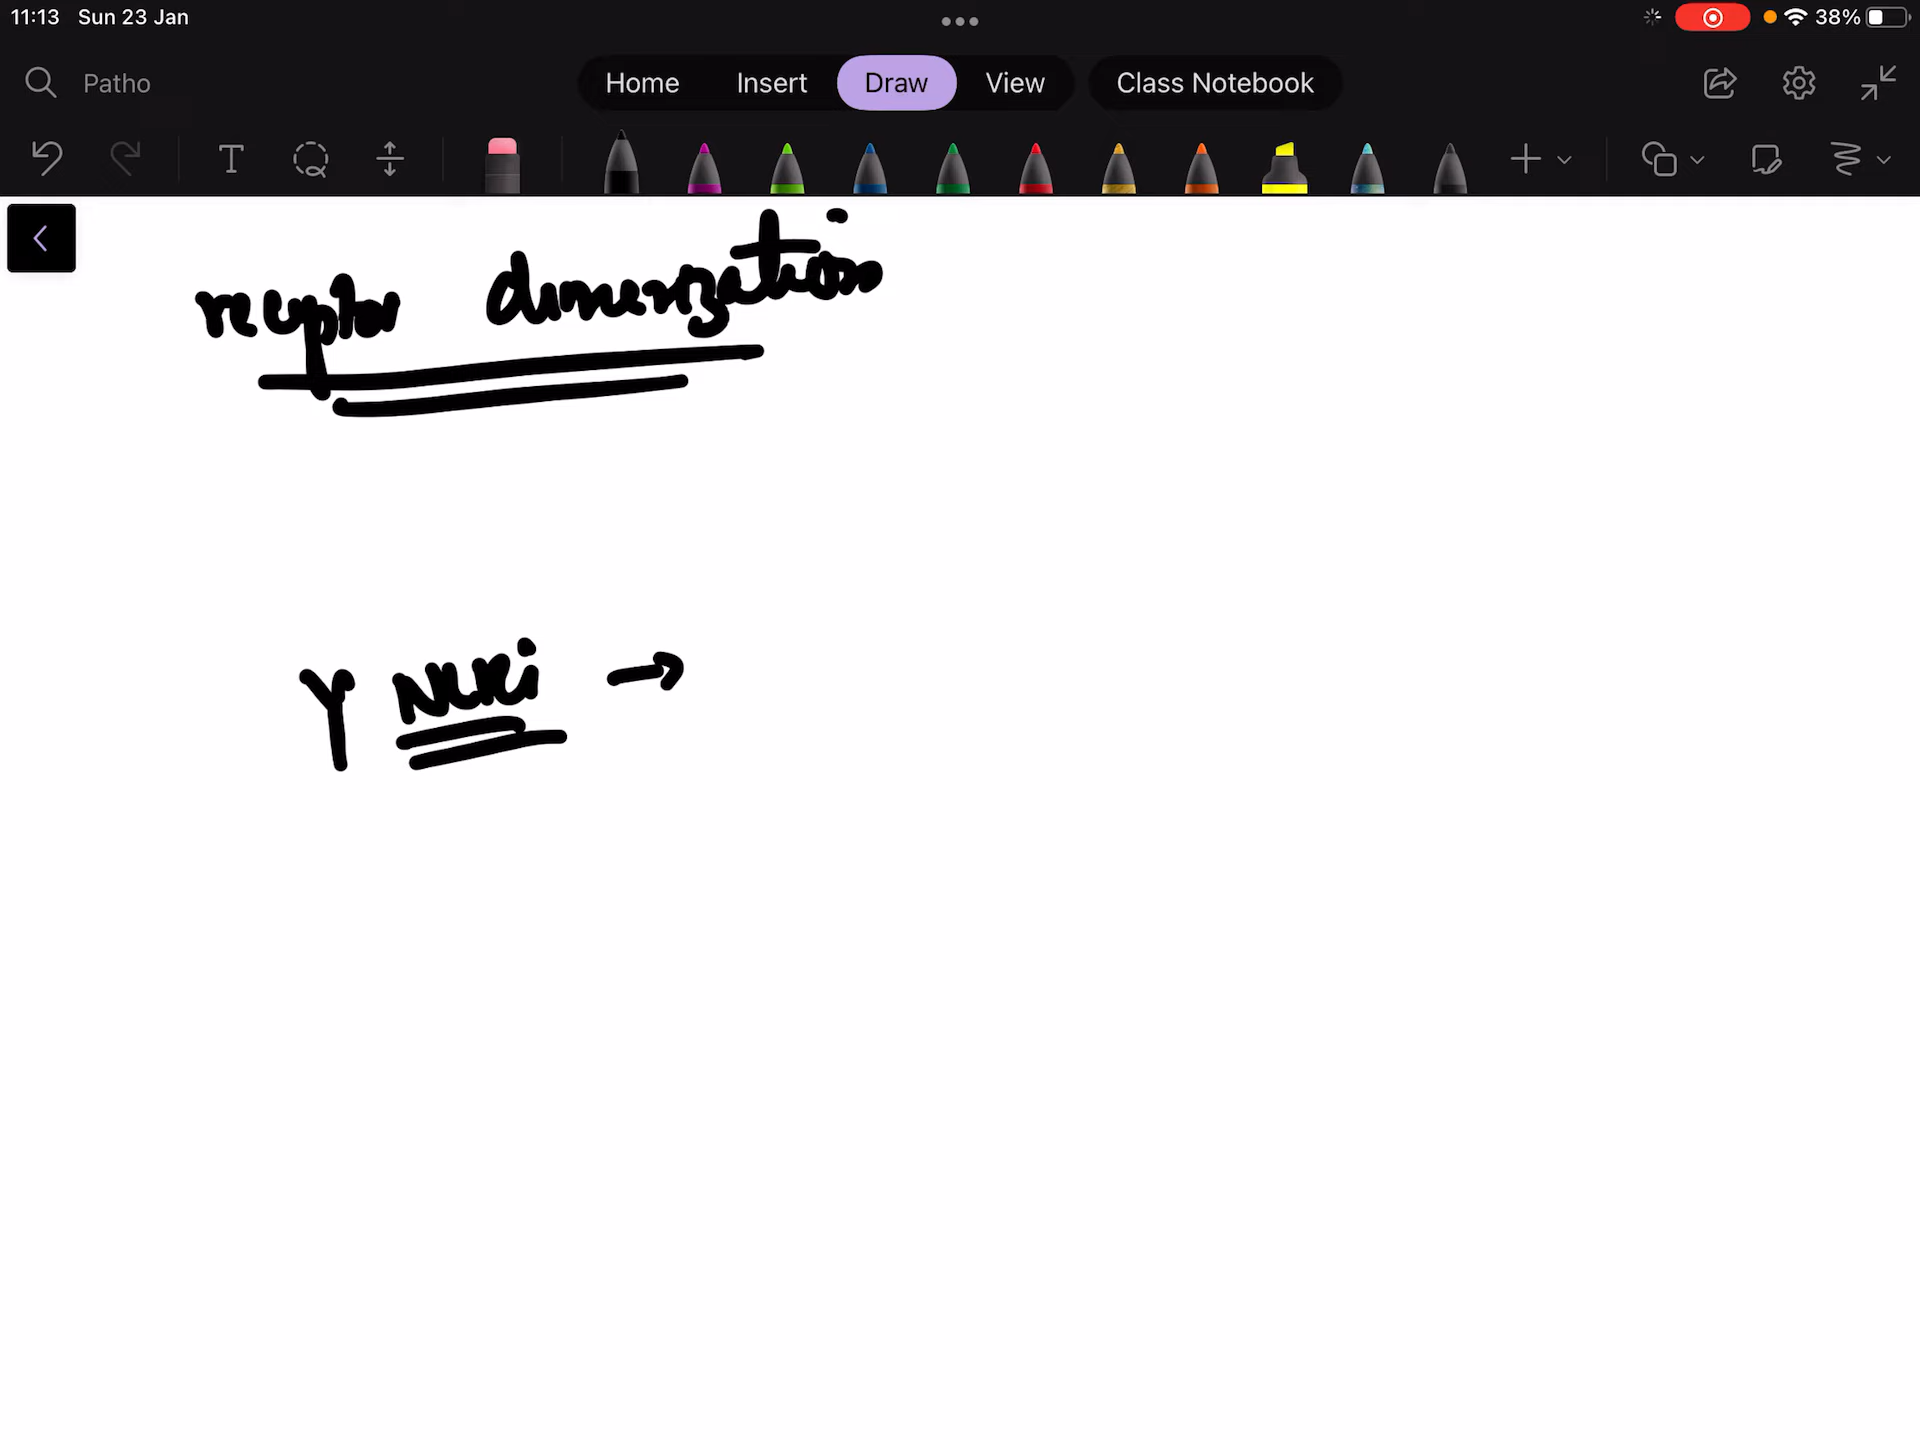 11:13 Sun 23 Jan 38%
Patho Home Insert Draw View Class Notebook
receptor dimerization
γ →